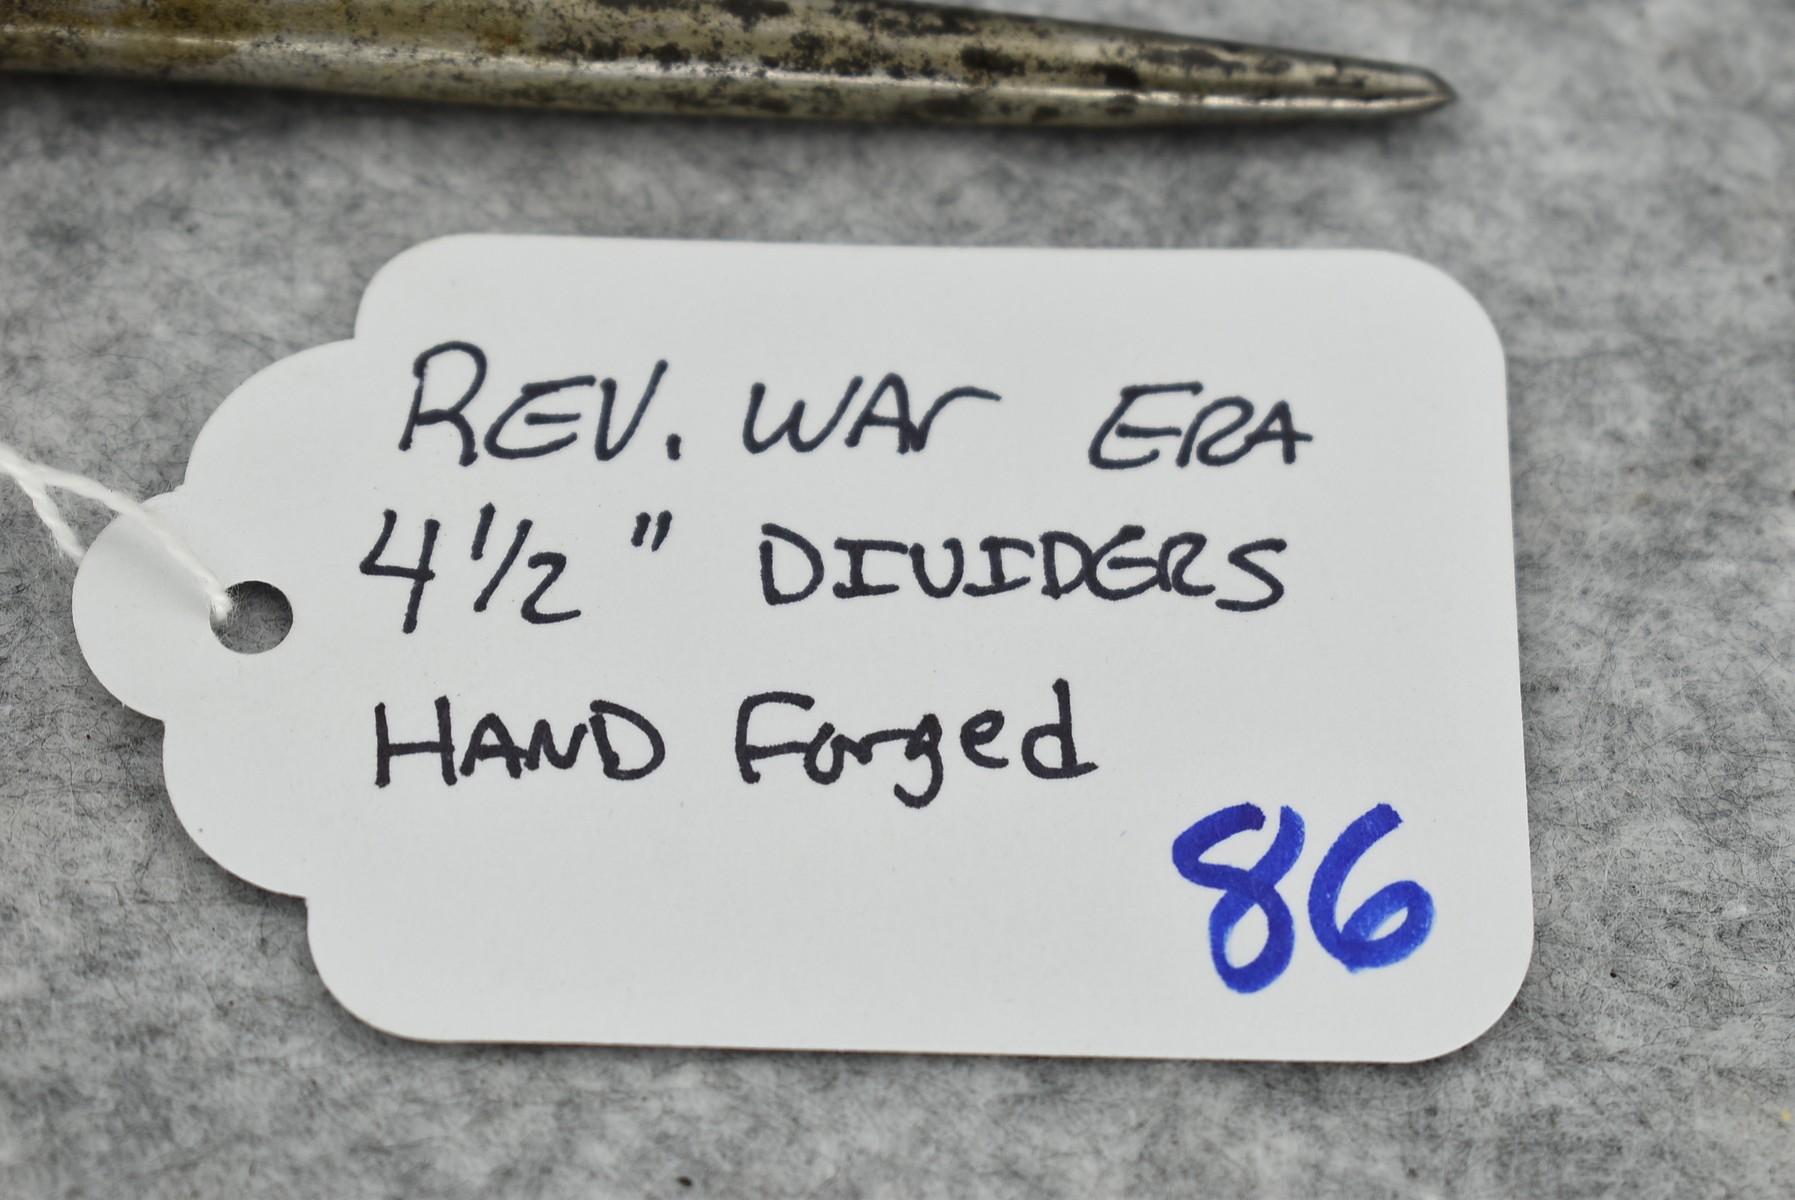 REV. WAr ERA
4 1/2 " DIVIDERS
HAND Forged
86